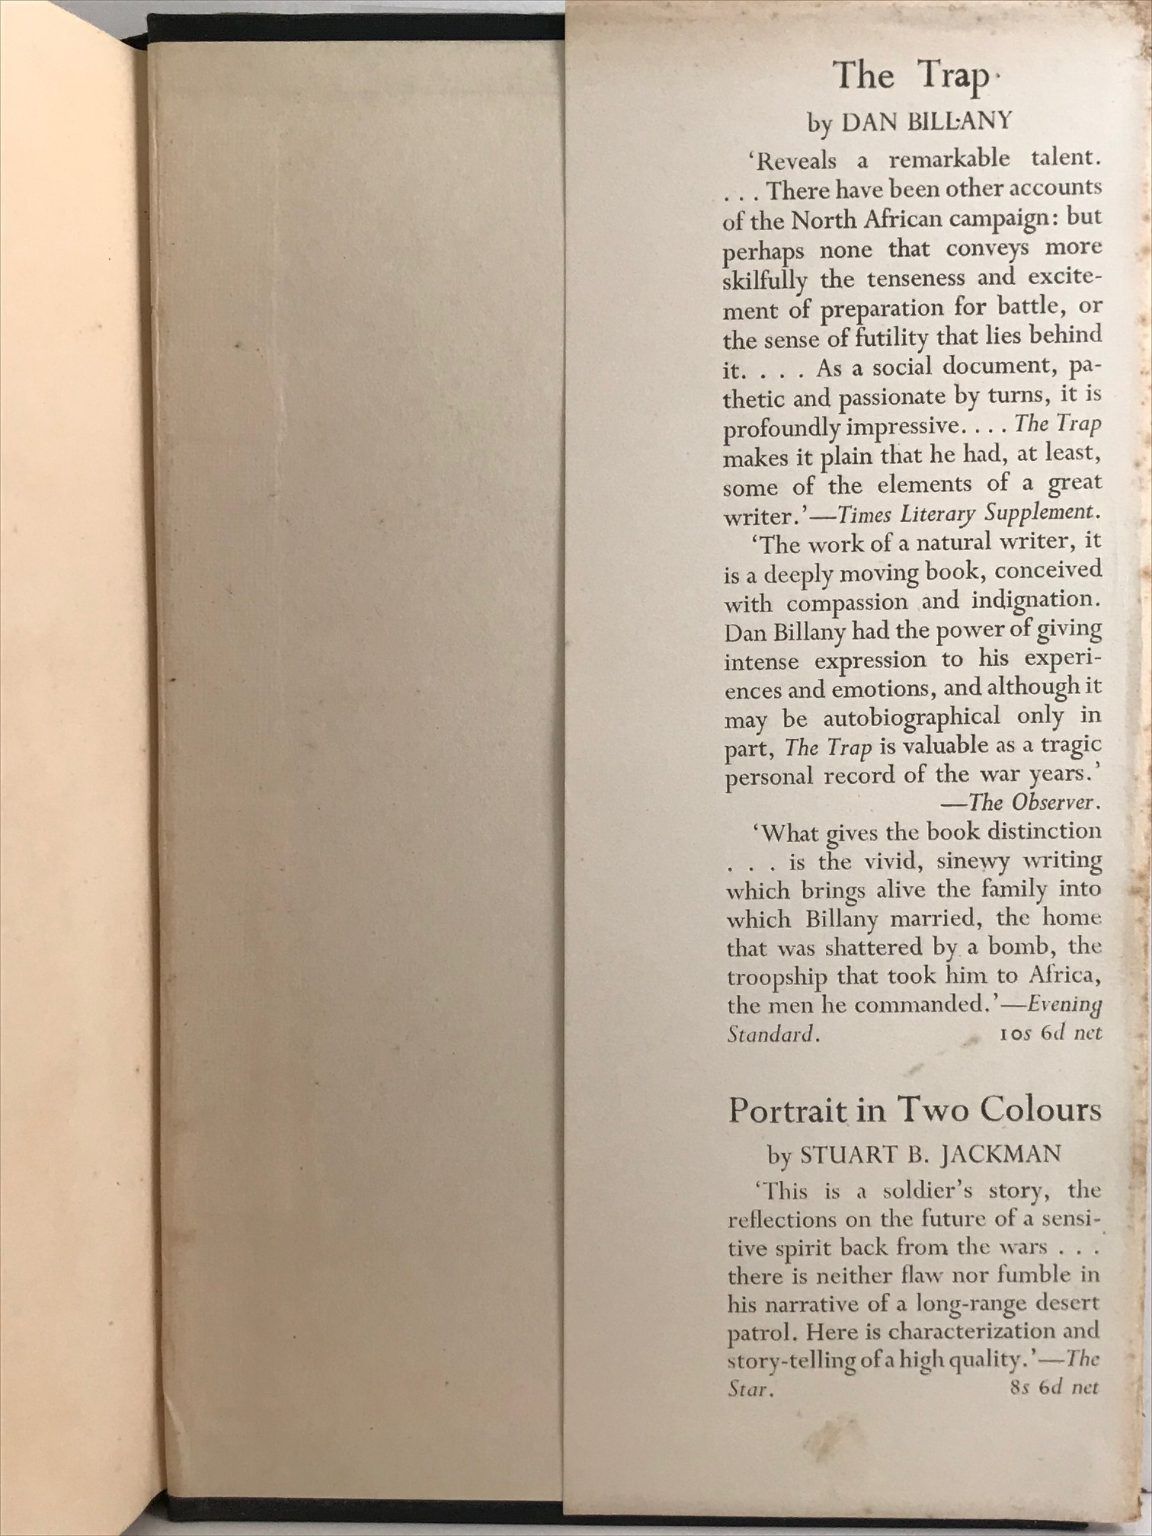 The Trap
by DAN BILLANY
‘Reveals a remarkable talent.
. . . There have been other accounts
of the North African campaign: but
perhaps none that conveys more
skilfully the tenseness and excite-
ment of preparation for battle, or
the sense of futility that lies behind
it. . . . As a social document, pa-
thetic and passionate by turns, it is
profoundly impressive. . . . The Trap
makes it plain that he had, at least,
some of the elements of a great
writer.’—Times Literary Supplement.
‘The work of a natural writer, it
is a deeply moving book, conceived
with compassion and indignation.
Dan Billany had the power of giving
intense expression to his experi-
ences and emotions, and although it
may be autobiographical only in
part, The Trap is valuable as a tragic
personal record of the war years.’
—The Observer.
‘What gives the book distinction
. . . is the vivid, sinewy writing
which brings alive the family into
which Billany married, the home
that was shattered by a bomb, the
troopship that took him to Africa,
the men he commanded.’—Evening
Standard. 10s 6d net
Portrait in Two Colours
by STUART B. JACKMAN
‘This is a soldier’s story, the
reflections on the future of a sensi-
tive spirit back from the wars . . .
there is neither flaw nor fumble in
his narrative of a long-range desert
patrol. Here is characterization and
story-telling of a high quality.’—The
Star. 8s 6d net